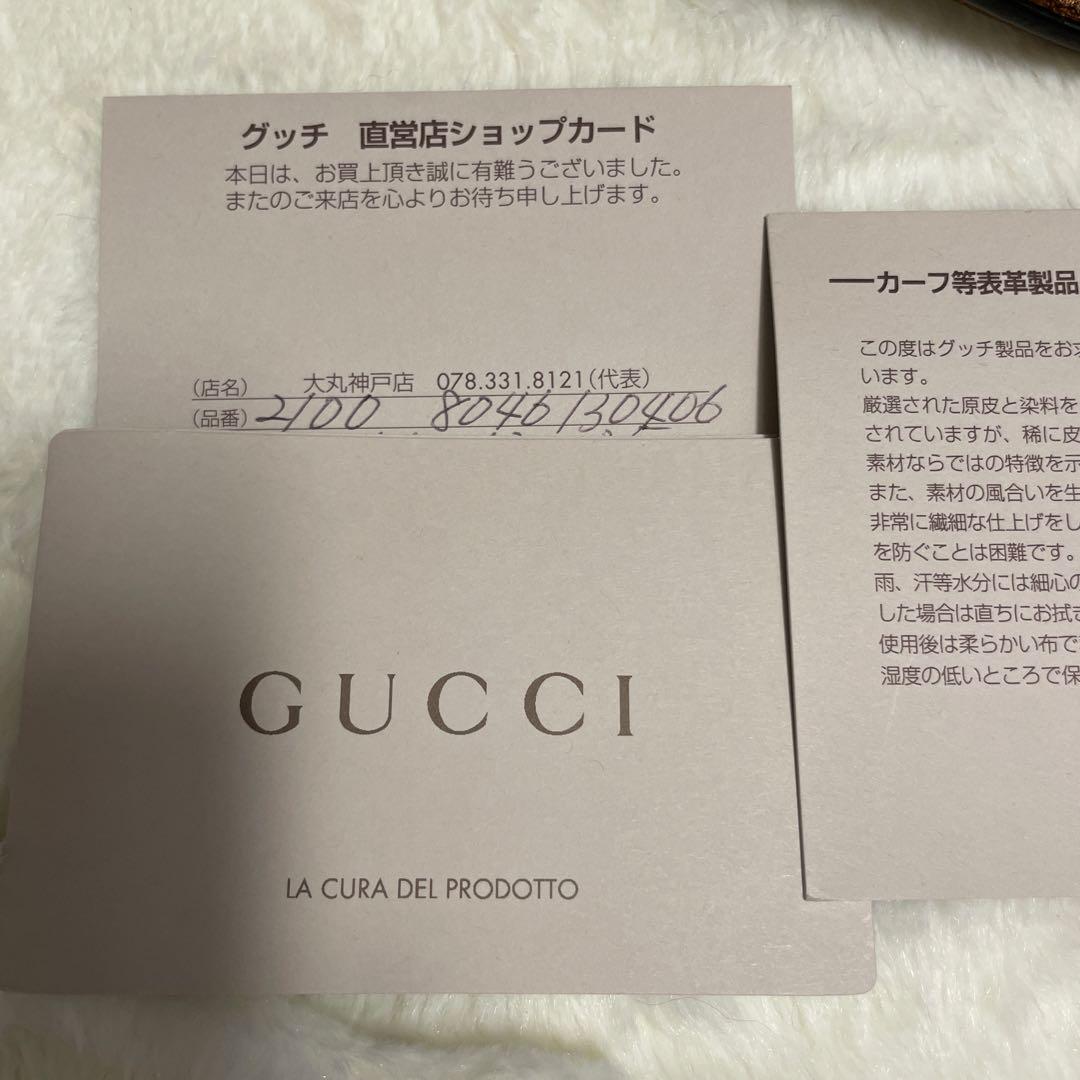 グッチ　直営店ショップカード
本日は、お買上頂き誠に有難うございました。
またのご来店を心よりお待ち申し上げます。
(店名)　大丸神戸店　078.331.8121(代表)
(品番) 2100 8046130406
GUCCI
LA CURA DEL PRODOTTO
カーフ等表革製品
この度はグッチ製品をお
います。
厳選された原皮と染料を
されていますが、稀に皮
素材ならではの特徴を示
また、素材の風合いを生
非常に繊細な仕上げをし
を防ぐことは困難です。
雨、汗等水分には細心の
した場合は直ちにお拭き
使用後は柔らかい布で
湿度の低いところで保